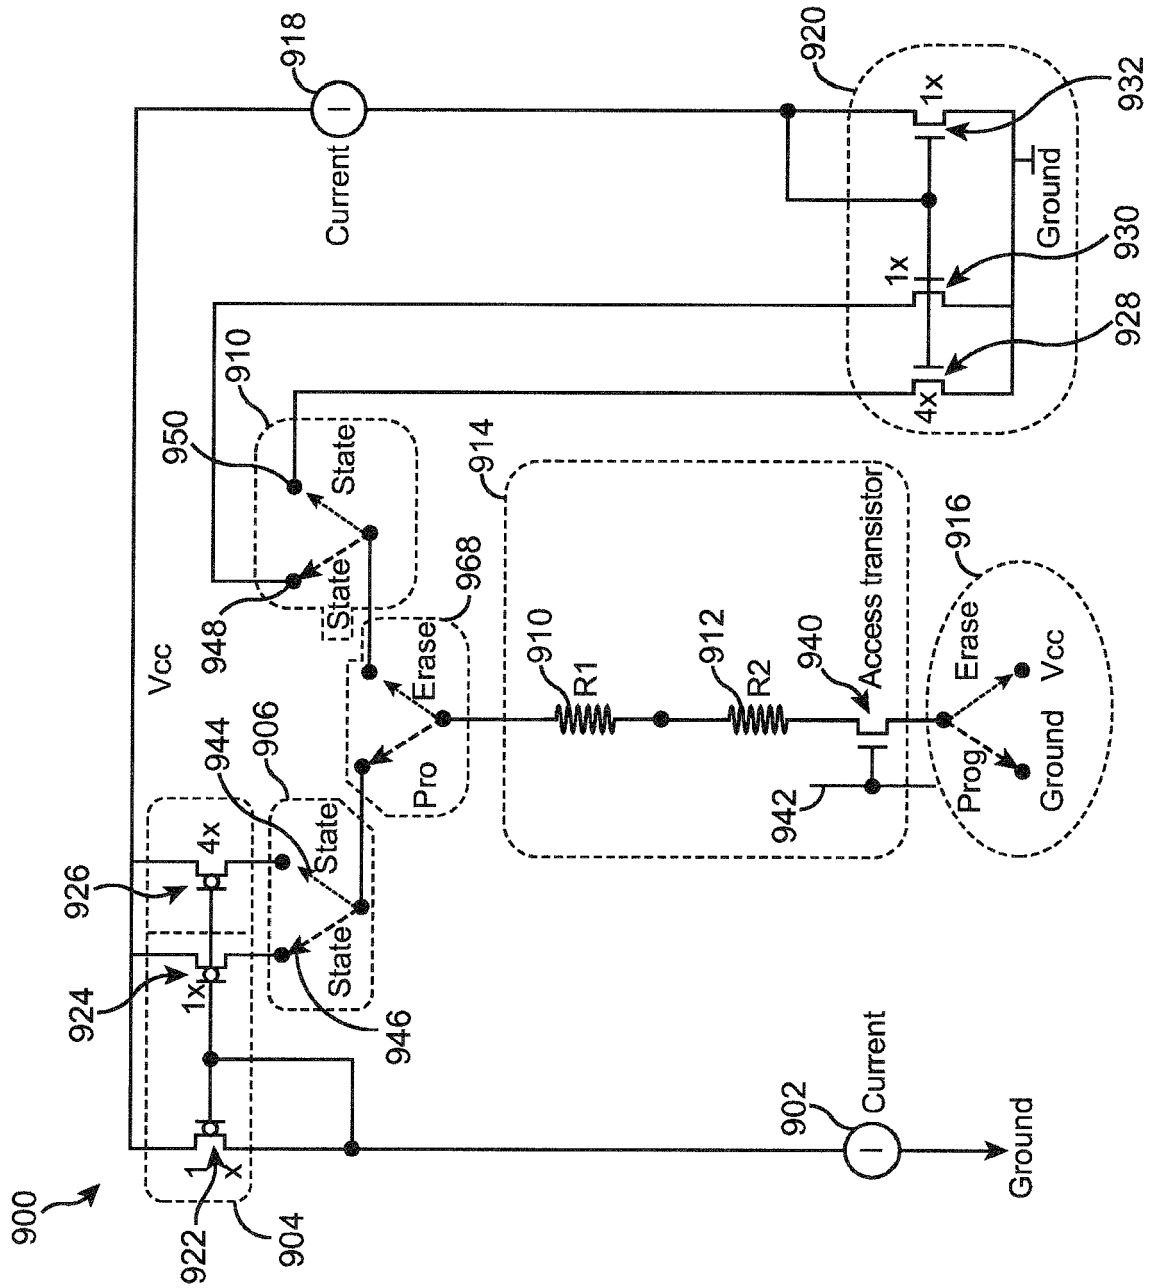 900
926
924
Vcc
950
922
1
x
1x
4x
948
944
910
906
904
918
I
State
State
State
State
Current
946
Pro
Erase
968
914
910
R1
912
R2
902
942
940
920
I
Current
Access transistor
1x
4x
1x
916
Prog
Erase
Ground
Ground
Vcc
Ground
928
930
932